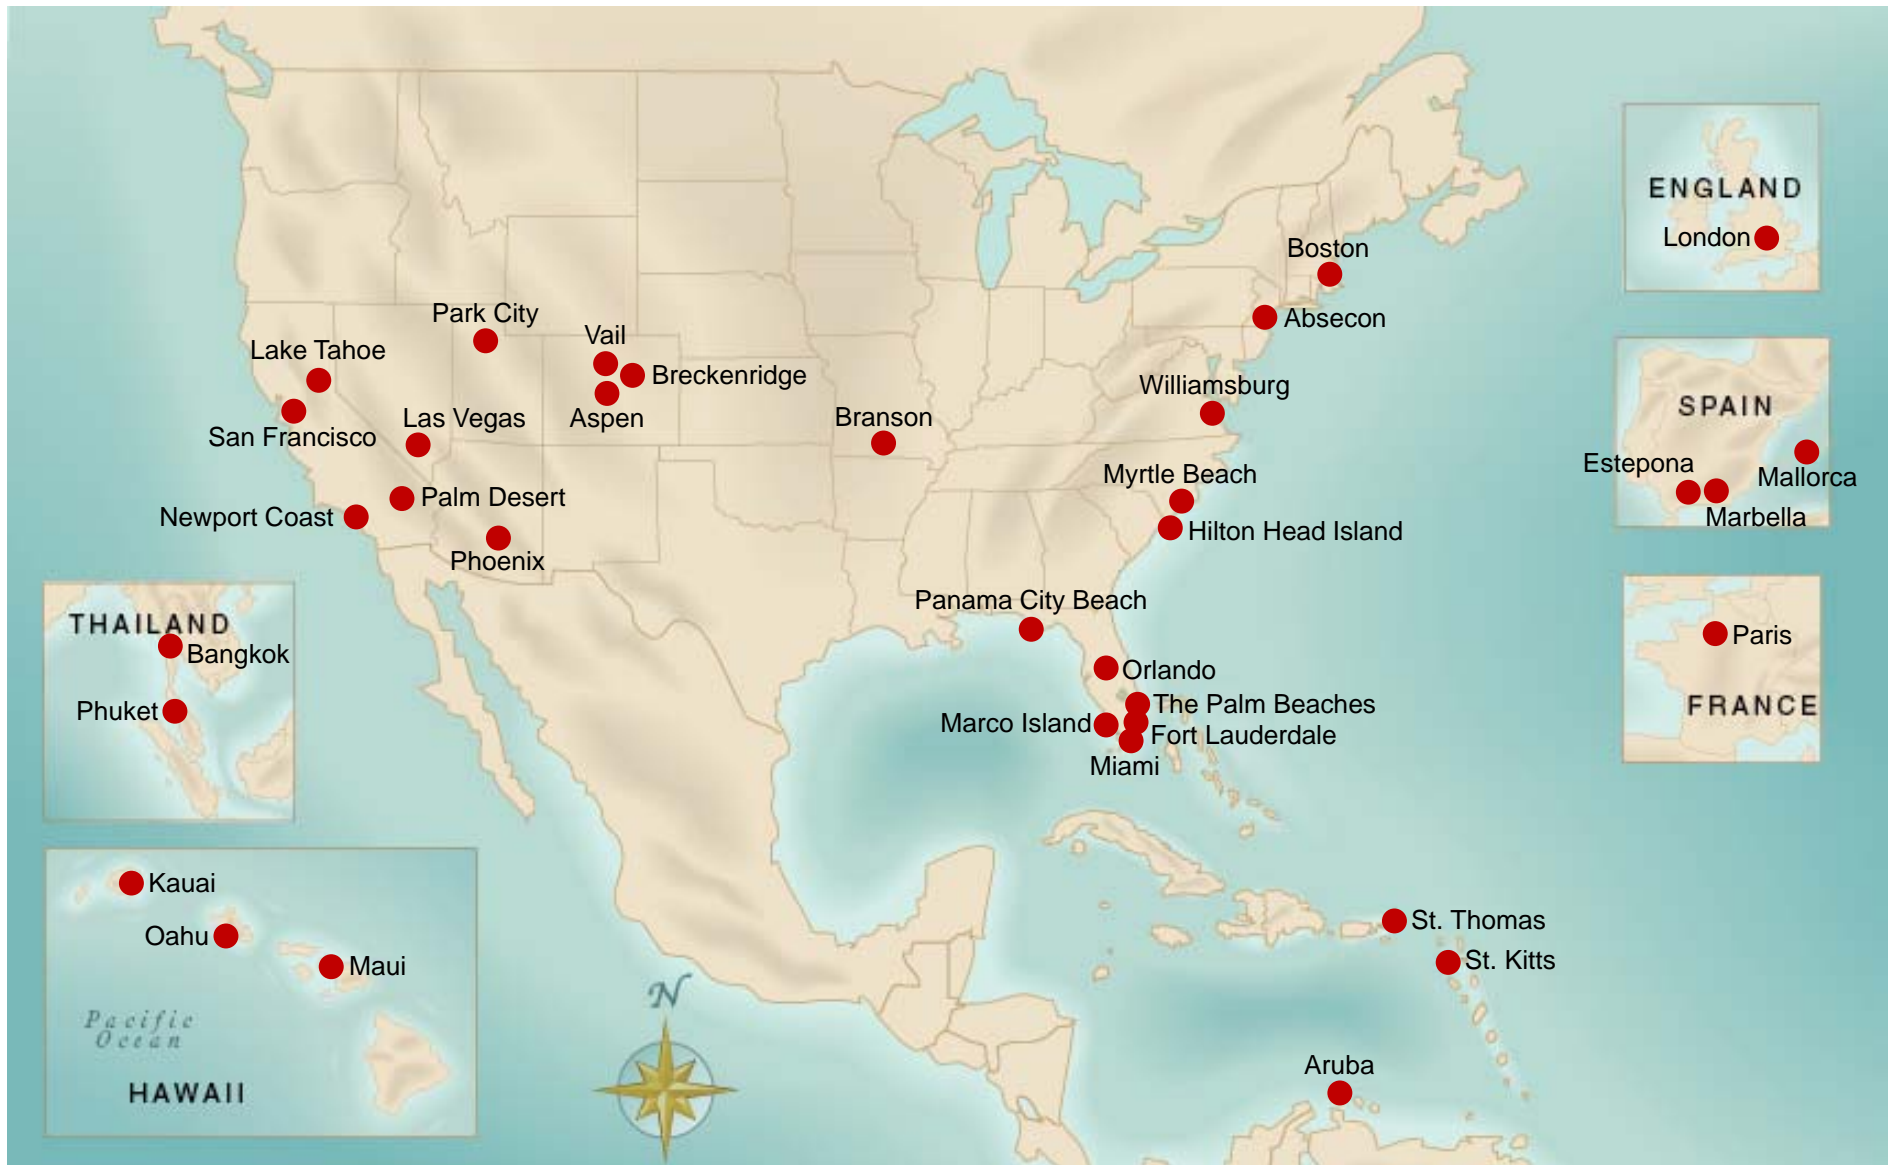 ENGLAND
London
Boston
Absecon
Park City
Vail
Lake Tahoe
Breckenridge
Williamsburg
Las Vegas
Aspen
Branson
San Francisco
SPAIN
Estepona
Mallorca
Marbella
Myrtle Beach
Palm Desert
Newport Coast
Hilton Head Island
Phoenix
Panama City Beach
THAILAND
Bangkok
Phuket
Paris
FRANCE
Orlando
The Palm Beaches
Marco Island
Fort Lauderdale
Miami
Kauai
Oahu
Maui
Pacific
Ocean
HAWAII
N
St. Thomas
St. Kitts
Aruba